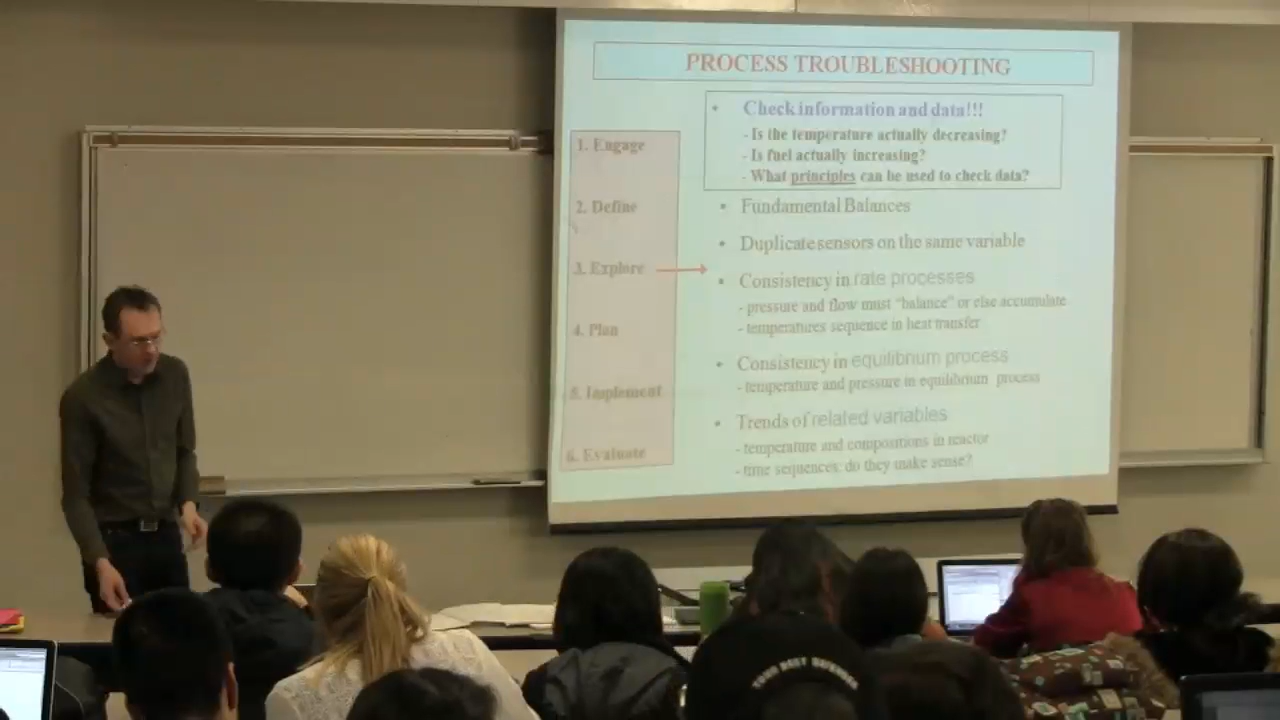 PROCESS TROUBLESHOOTING
• Check information and data!!!
- Is the temperature actually decreasing?
- Is fuel actually increasing?
- What principles can be used to check data?
1. Engage
2. Define
3. Explore
4. Plan
5. Implement
6. Evaluate
• Fundamental Balances
• Duplicate sensors on the same variable
• Consistency in rate processes
- pressure and flow must “balance” or else accumulate
- temperatures sequence in heat transfer
• Consistency in equilibrium process
- temperature and pressure in equilibrium process
• Trends of related variables
- temperature and compositions in reactor
- time sequences: do they make sense?